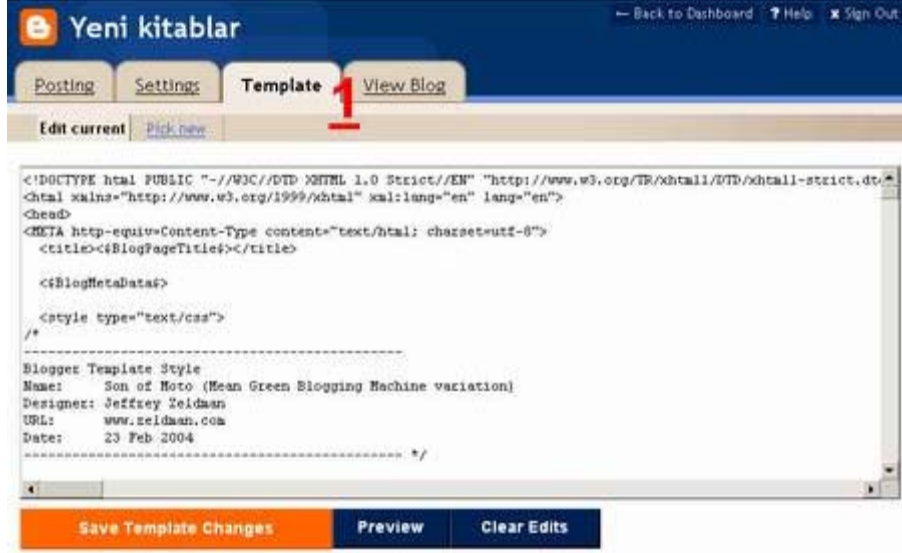 Yeni kitablar
← Back to Dashboard ? Help x Sign Out
Posting Settings Template 1 View Blog
Edit current Pick new
<!DOCTYPE html PUBLIC "-//W3C//DTD XHTML 1.0 Strict//EN" "http://www.w3.org/TR/xhtml1/DTD/xhtml1-strict.dt
<html xmlns="http://www.w3.org/1999/xhtml" xml:lang="en" lang="en">
<head>
<META http-equiv=Content-Type content="text/html; charset=utf-8">
<title><$BlogPageTitle$></title>
<$BlogMetaData$>
<style type="text/css">
/*
-----------------------------------------------
Blogger Template Style
Name: Son of Moto (Mean Green Blogging Machine variation)
Designer: Jeffrey Zeldman
URL: www.zeldman.com
Date: 23 Feb 2004
----------------------------------------------- */
Save Template Changes Preview Clear Edits